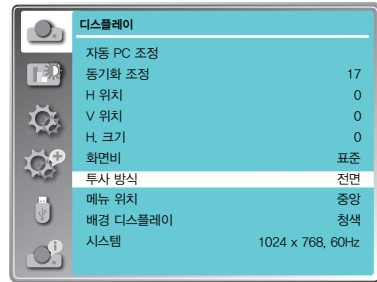 디스플레이
자동 PC 조정
동기화 조정 17
H 위치 0
V 위치 0
H. 크기 0
화면비 표준
투사 방식 전면
메뉴 위치 중앙
배경 디스플레이 청색
시스템 1024 x 768, 60Hz